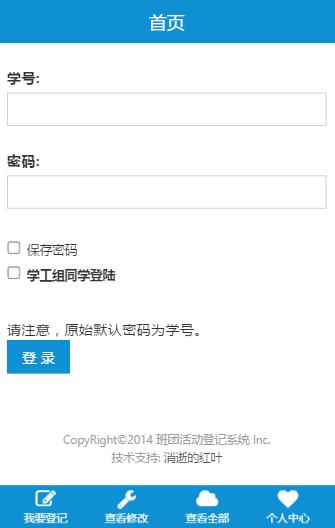 首页
学号:
密码:
保存密码
学工组同学登陆
请注意，原始默认密码为学号。
登 录
CopyRight©2014 班团活动登记系统 Inc.
技术支持: 消逝的红叶
我要登记 查看修改 查看全部 个人中心